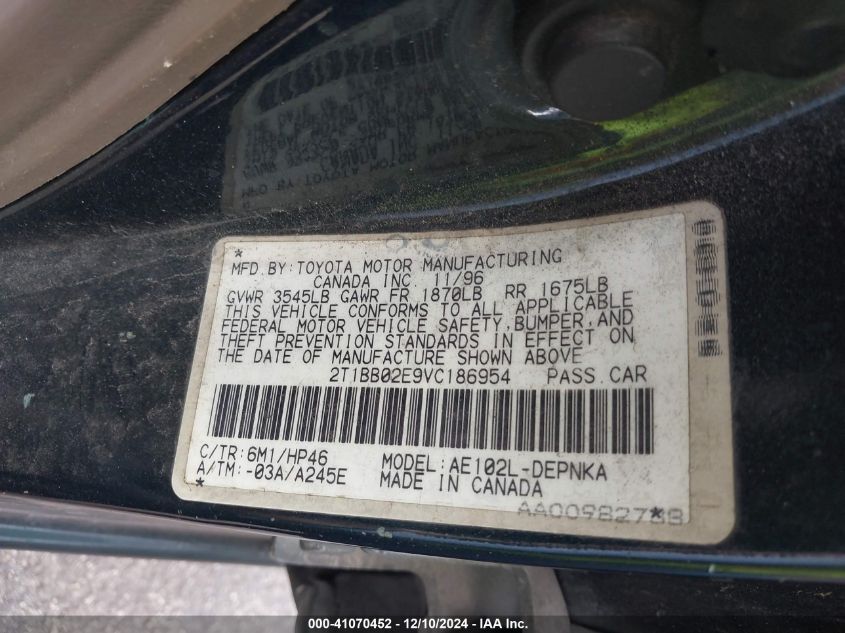 *
MFD.BY:TOYOTA MOTOR MANUFACTURING
CANADA INC. 11/96
GVWR 3545LB GAWR FR 1870LB RR 1675LB
THIS VEHICLE CONFORMS TO ALL APPLICABLE
FEDERAL MOTOR VEHICLE SAFETY,BUMPER,AND
THEFT PREVENTION STANDARDS IN EFFECT ON
THE DATE OF MANUFACTURE SHOWN ABOVE
2T1BB02E9VC186954 PASS.CAR
C/TR:6M1/HP46 MODEL:AE102L-DEPNKA
A/TM:-03A/A245E MADE IN CANADA
*
000-41070452 - 12/10/2024 - IAA Inc.